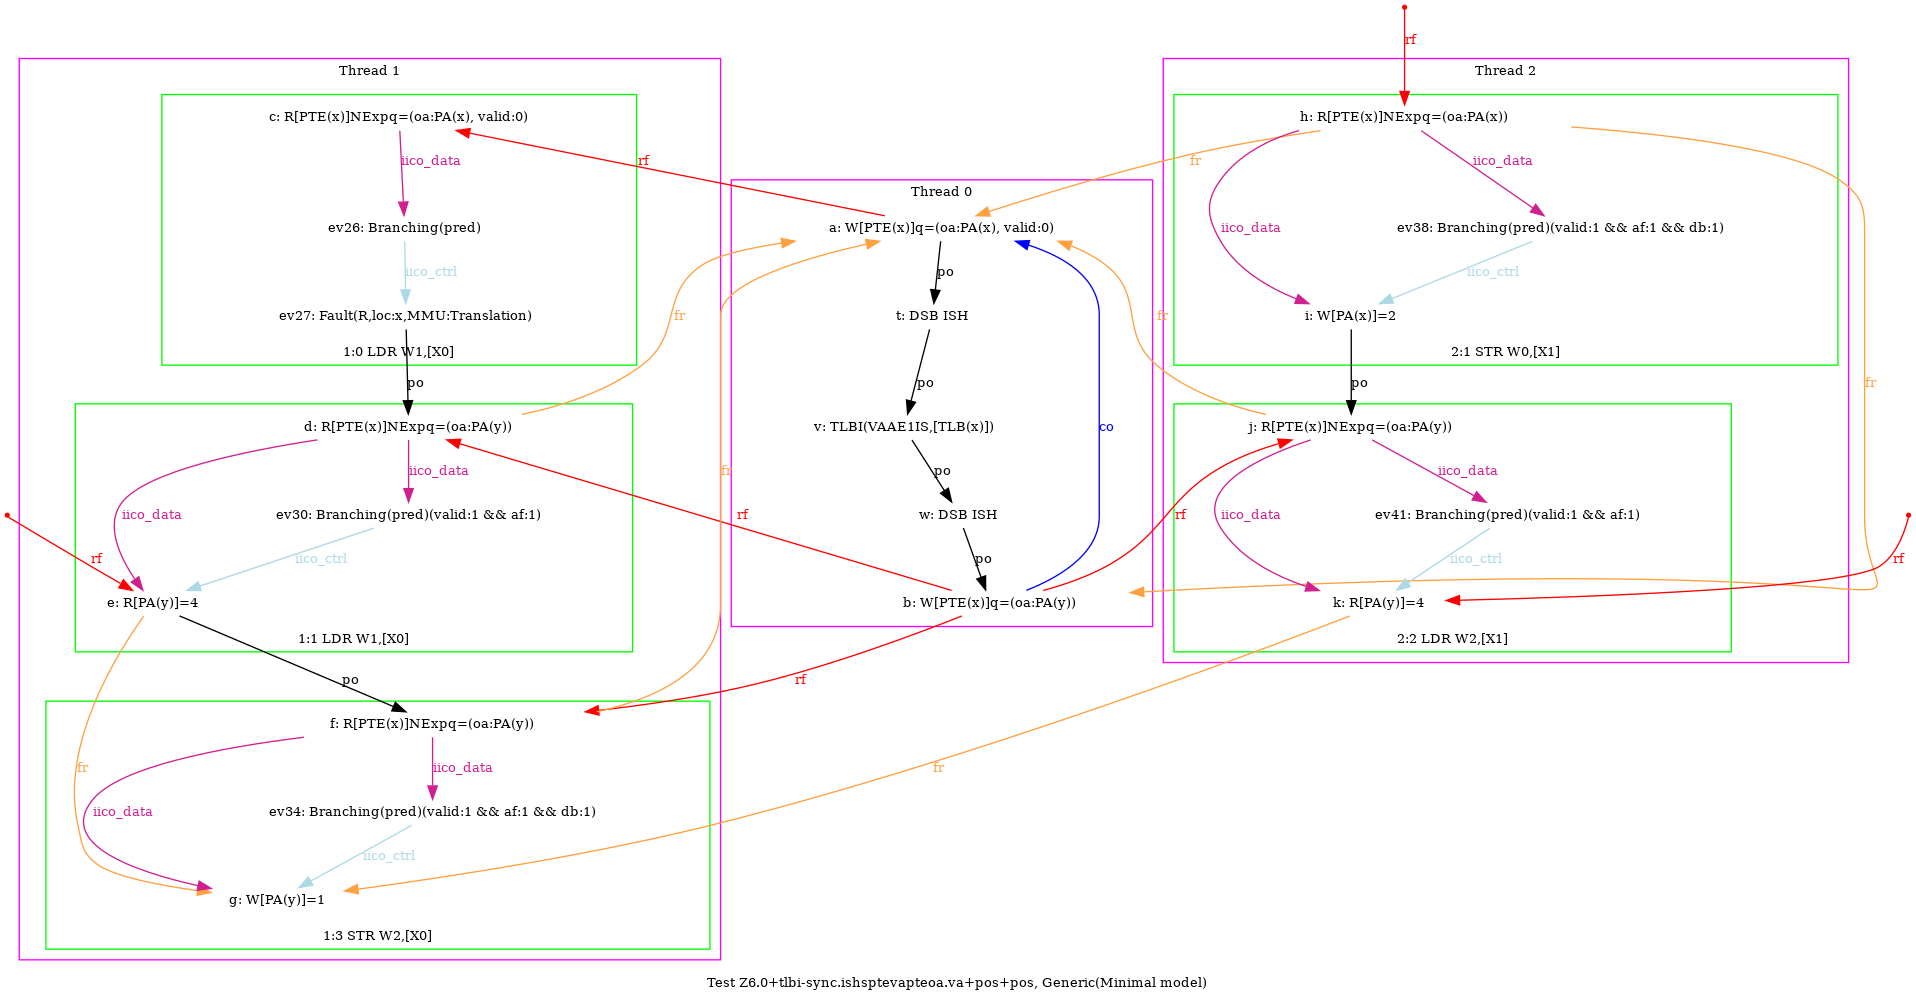 rf
Thread 1
c: R[PTE(x)]NExpq=(oa:PA(x), valid:0)
iico_data
ev26: Branching(pred)
iico_ctrl
ev27: Fault(R,loc:x,MMU:Translation)
1:0 LDR W1,[X0]
po
d: R[PTE(x)]NExpq=(oa:PA(y))
iico_data
iico_data
ev30: Branching(pred)(valid:1 && af:1)
iico_ctrl
rf
e: R[PA(y)]=4
1:1 LDR W1,[X0]
po
f: R[PTE(x)]NExpq=(oa:PA(y))
fr
iico_data
iico_data
ev34: Branching(pred)(valid:1 && af:1 && db:1)
iico_ctrl
g: W[PA(y)]=1
1:3 STR W2,[X0]
rf
fr
fr
rf
rf
Thread 0
a: W[PTE(x)]q=(oa:PA(x), valid:0)
po
t: DSB ISH
po
v: TLBI(VAAE1IS,[TLB(x)])
po
w: DSB ISH
po
b: W[PTE(x)]q=(oa:PA(y))
co
fr
fr
rf
fr
Thread 2
h: R[PTE(x)]NExpq=(oa:PA(x))
iico_data
iico_data
ev38: Branching(pred)(valid:1 && af:1 && db:1)
iico_ctrl
i: W[PA(x)]=2
2:1 STR W0,[X1]
po
fr
j: R[PTE(x)]NExpq=(oa:PA(y))
iico_data
iico_data
ev41: Branching(pred)(valid:1 && af:1)
iico_ctrl
rf
k: R[PA(y)]=4
2:2 LDR W2,[X1]
Test Z6.0+tlbi-sync.ishsptevapteoa.va+pos+pos, Generic(Minimal model)